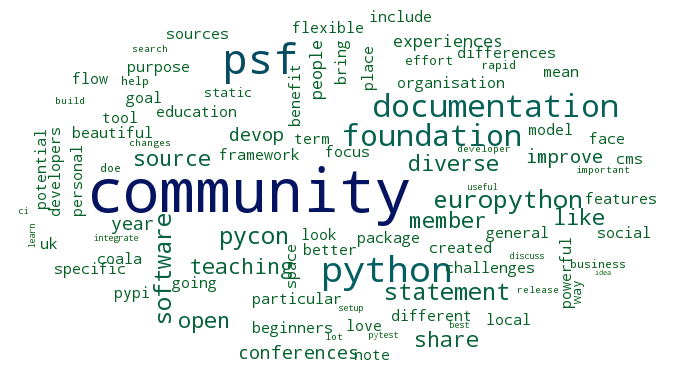 include
flexible
sources
psf
experiences
search
people
bring
place
differences
effort
rapid
purpose
flow
help
mean
benefit
organisation
static
build
goal
documentation
education
tool
devop
term
foundation
model
face
beautiful
changes
potential
developers
personal
source
framework
focus
developer
diverse
improve
cms
doe
important
community
useful
europython
features
ci
year
member
like
learn
software
integrate
pycon
look
general
social
uk
better
package
created
discuss
coala
space
powerful
specific
teaching
python
challenges
business
idea
going
way
pypi
statement
release
particular
setup
open
different
local
beginners
love
best
lot
pytest
share
conferences
note